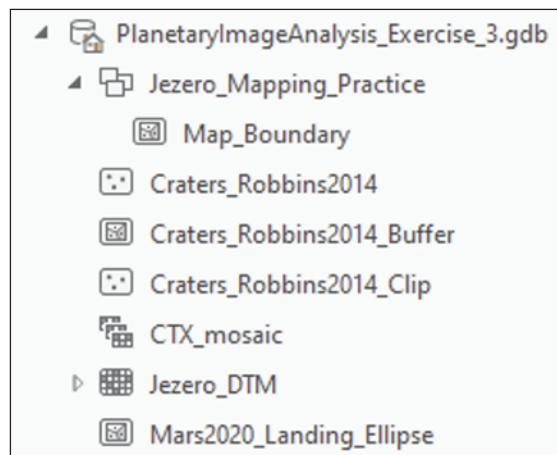 PlanetaryImageAnalysis_Exercise_3.gdb
Jezero_Mapping_Practice
Map_Boundary
Craters_Robbins2014
Craters_Robbins2014_Buffer
Craters_Robbins2014_Clip
CTX_mosaic
Jezero_DTM
Mars2020_Landing_Ellipse